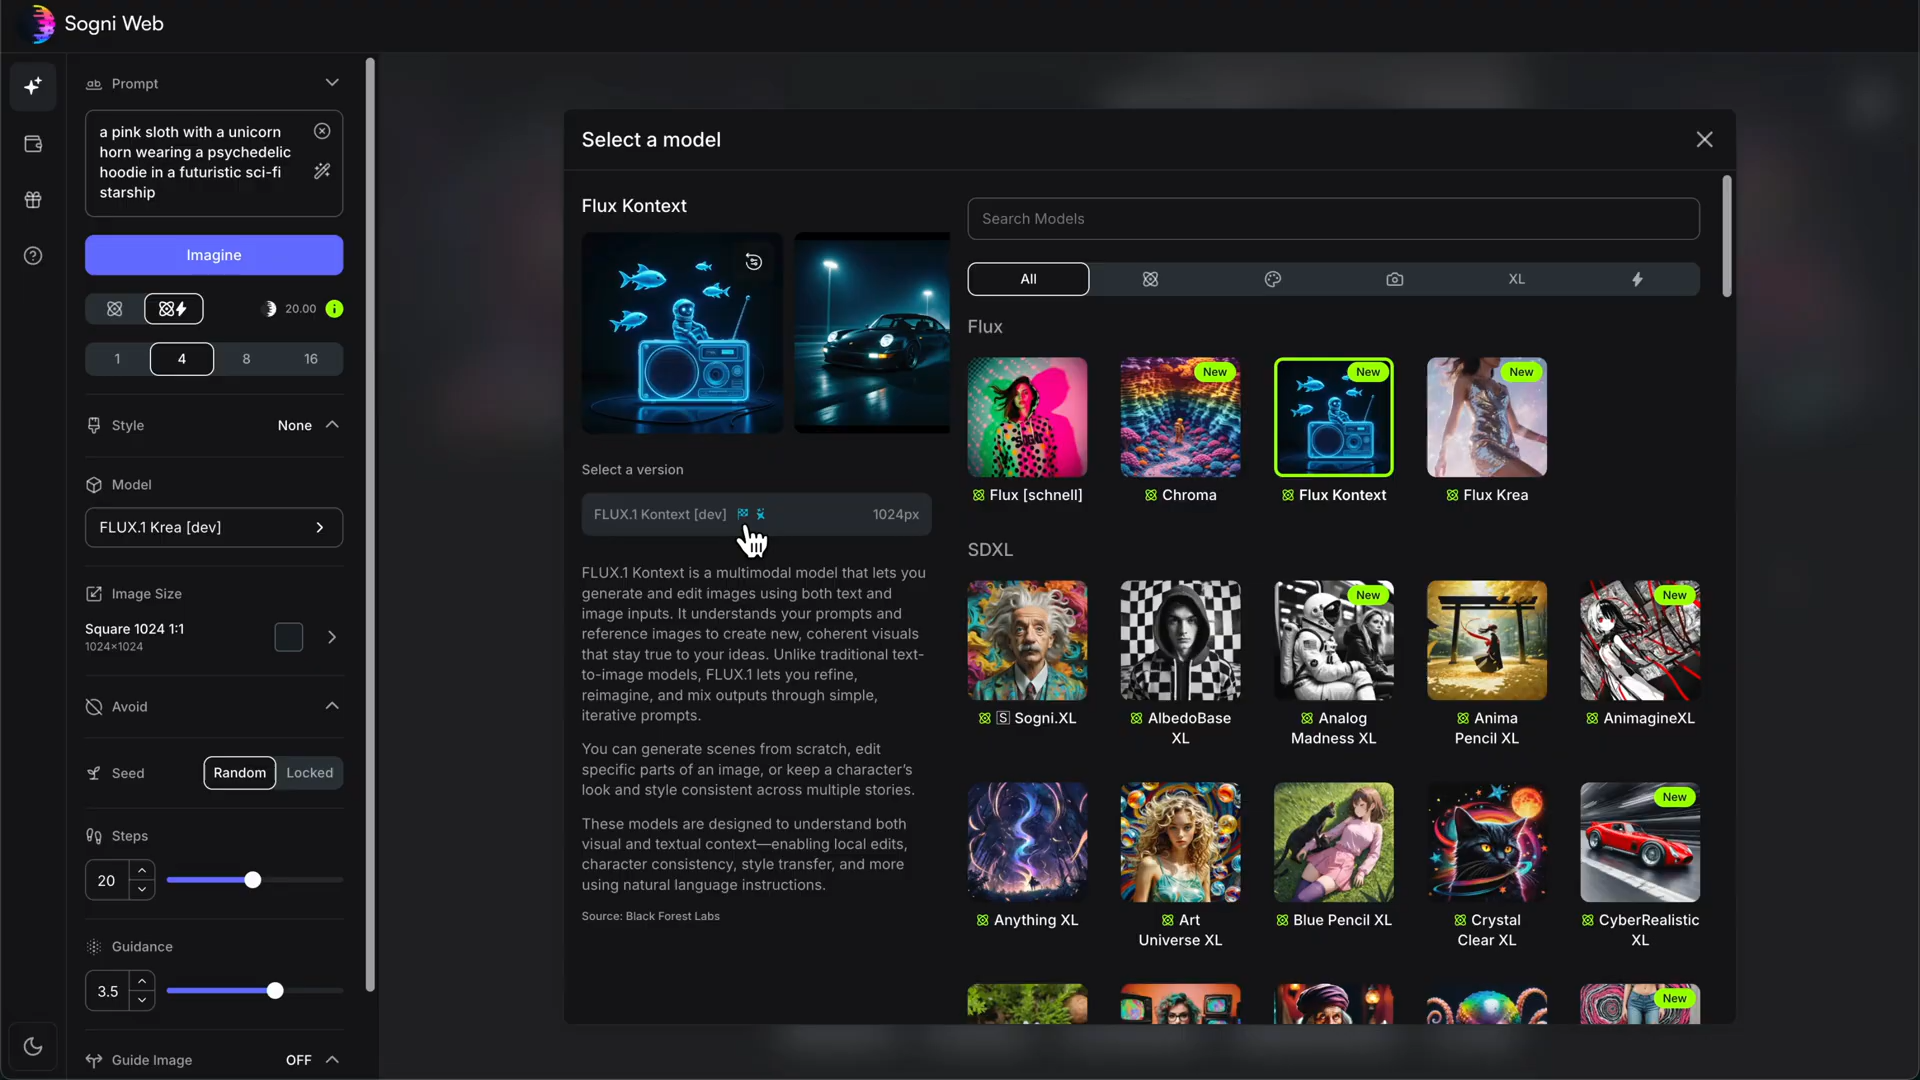 Sogni Web
Prompt
a pink sloth with a unicorn
horn wearing a psychedelic
hoodie in a futuristic sci-fi
starship
Imagine
20.00
1
4
8
16
Style
None
Model
FLUX.1 Krea [dev]
Image Size
Square 1024 1:1
1024×1024
Avoid
Seed
Random
Locked
Steps
20
Guidance
3.5
Guide Image
OFF
Select a model
Flux Kontext
Select a version
FLUX.1 Kontext [dev]
1024px
FLUX.1 Kontext is a multimodal model that lets you
generate and edit images using both text and
image inputs. It understands your prompts and
reference images to create new, coherent visuals
that stay true to your ideas. Unlike traditional text-
to-image models, FLUX.1 lets you refine,
reimagine, and mix outputs through simple,
iterative prompts.
You can generate scenes from scratch, edit
specific parts of an image, or keep a character's
look and style consistent across multiple stories.
These models are designed to understand both
visual and textual context—enabling local edits,
character consistency, style transfer, and more
using natural language instructions.
Source: Black Forest Labs
Search Models
All
XL
Flux
New
New
New
Flux [schnell]
Chroma
Flux Kontext
Flux Krea
SDXL
New
New
S Sogni.XL
AlbedoBase
XL
Analog
Madness XL
Anima
Pencil XL
AnimagineXL
New
Anything XL
Art
Universe XL
Blue Pencil XL
Crystal
Clear XL
CyberRealistic
XL
New